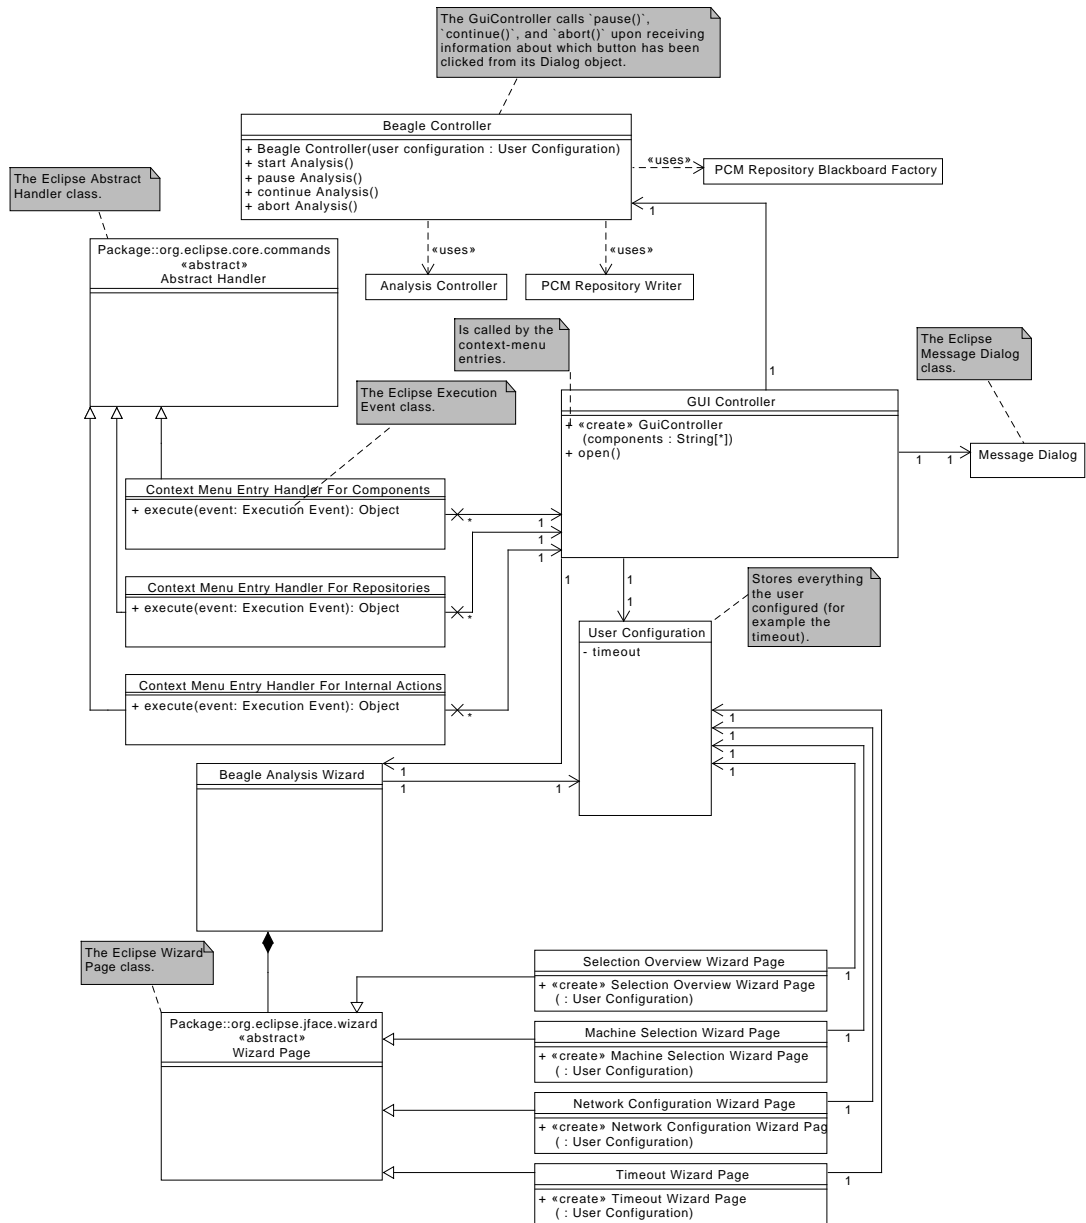 The GuiController calls `pause()`,
`continue()`, and `abort()` upon receiving
information about which button has been
clicked from its Dialog object.
Beagle Controller
+ Beagle Controller(user configuration : User Configuration)
+ start Analysis()
+ pause Analysis()
+ continue Analysis()
+ abort Analysis()
«uses»
PCM Repository Blackboard Factory
The Eclipse Abstract
Handler class.
1
Package::org.eclipse.core.commands
«abstract»
Abstract Handler
«uses»
«uses»
Analysis Controller
PCM Repository Writer
Is called by the
context-menu
entries.
The Eclipse
Message Dialog
class.
1
The Eclipse Execution
Event class.
GUI Controller
+ «create» GuiController
(components : String[*])
+ open()
1
1
Message Dialog
Context Menu Entry Handler For Components
+ execute(event: Execution Event): Object
*
1
1
1
Context Menu Entry Handler For Repositories
+ execute(event: Execution Event): Object
*
1
1
1
Stores everything
the user
configured (for
example the
timeout).
User Configuration
- timeout
Context Menu Entry Handler For Internal Actions
+ execute(event: Execution Event): Object
*
1
1
1
1
Beagle Analysis Wizard
1
1
1
The Eclipse Wizard
Page class.
Package::org.eclipse.jface.wizard
«abstract»
Wizard Page
Selection Overview Wizard Page
+ «create» Selection Overview Wizard Page
( : User Configuration)
1
Machine Selection Wizard Page
+ «create» Machine Selection Wizard Page
( : User Configuration)
1
Network Configuration Wizard Page
+ «create» Network Configuration Wizard Pag
( : User Configuration)
1
Timeout Wizard Page
+ «create» Timeout Wizard Page
( : User Configuration)
1